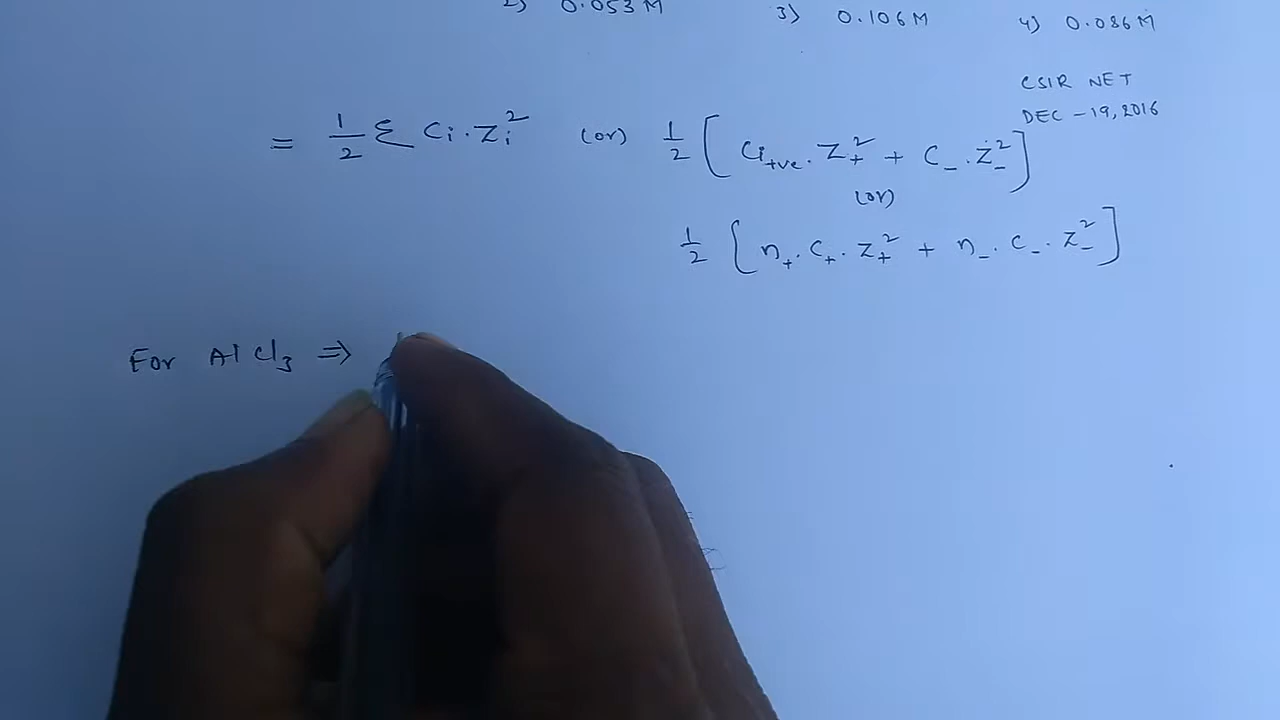 2) 0.053 M 3) 0.106 M 4) 0.086 M
CSIR NET
DEC - 19, 2016
= 1/2 Σ Ci . Zi² (or) 1/2 [ Ci+ve . Z+² + C- . Z-² ]
(or)
1/2 [ n+ . C+ . Z+² + n- . C- . Z-² ]
For AlCl3 ⇒